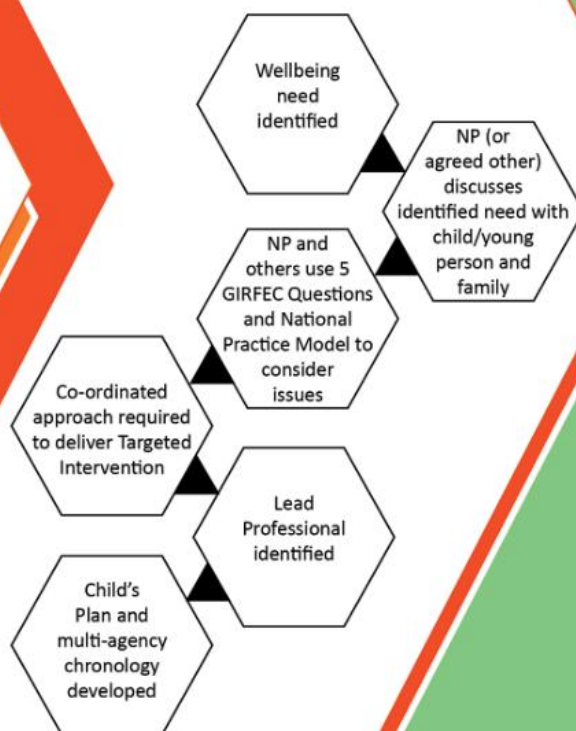 Wellbeing
need
identified
NP (or
agreed other)
discusses
identified need with
child/young
person and
family
NP and
others use 5
GIRFEC Questions
and National
Practice Model to
consider
issues
Co-ordinated
approach required
to deliver Targeted
Intervention
Lead
Professional
identified
Child’s
Plan and
multi-agency
chronology
developed